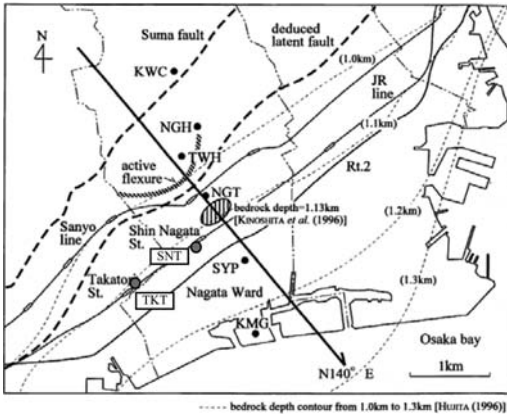 N
Suma fault
deduced
latent fault
KWC
(1.0km)
JR
line
NGH
(1.1km)
TWH
Rt.2
active
flexure
NGT
bedrock depth=1.13km
[KINOSHITA et al. (1996)]
(1.2km)
Sanyo
line
Shin Nagata
St.
SNT
(1.3km)
Takatori
St.
SYP
TKT
Nagata Ward
KMG
Osaka bay
N140° E
1km
----- bedrock depth contour from 1.0km to 1.3km [HUJITA (1996)]